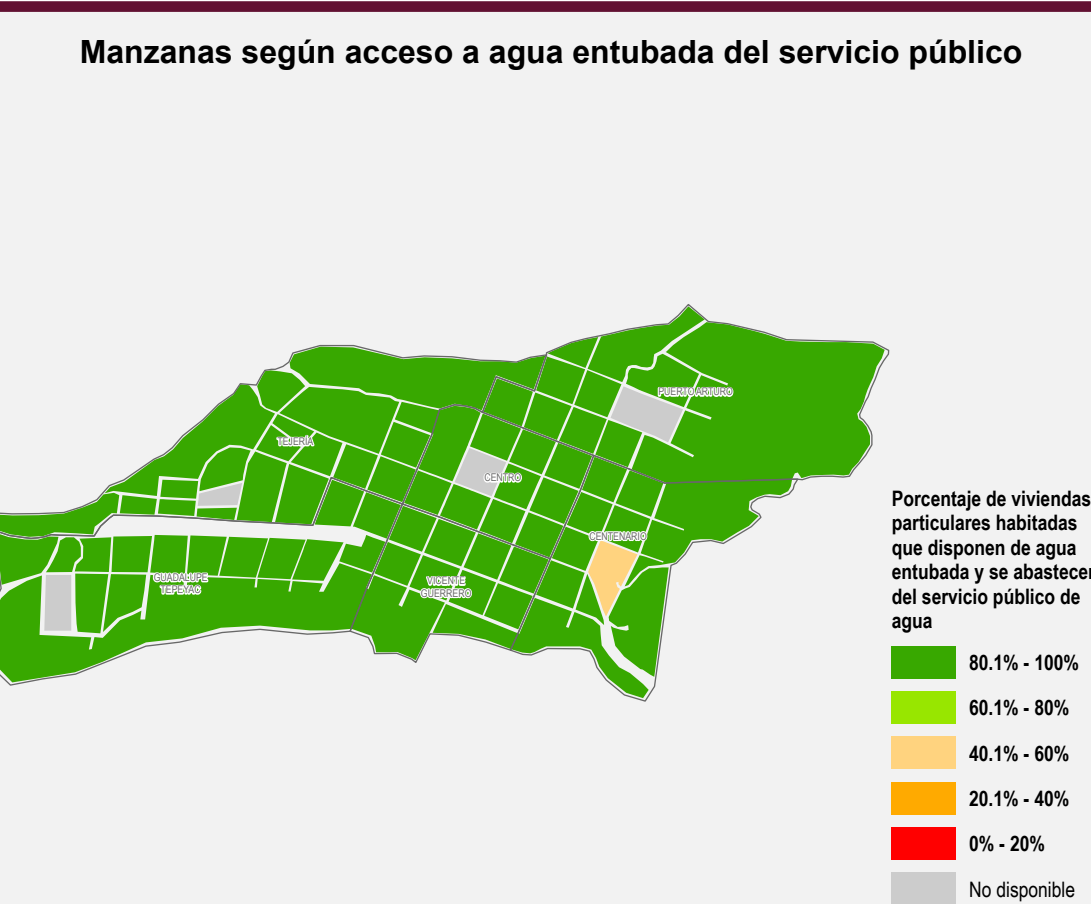 Manzanas según acceso a agua entubada del servicio público
PUERTO ARTURO
TEJERÍA
CENTRO
CENTENARIO
GUADALUPE
TEPEYAC
VICENTE
GUERRERO
Porcentaje de viviendas
particulares habitadas
que disponen de agua
entubada y se abastecen
del servicio público de
agua
80.1% - 100%
60.1% - 80%
40.1% - 60%
20.1% - 40%
0% - 20%
No disponible